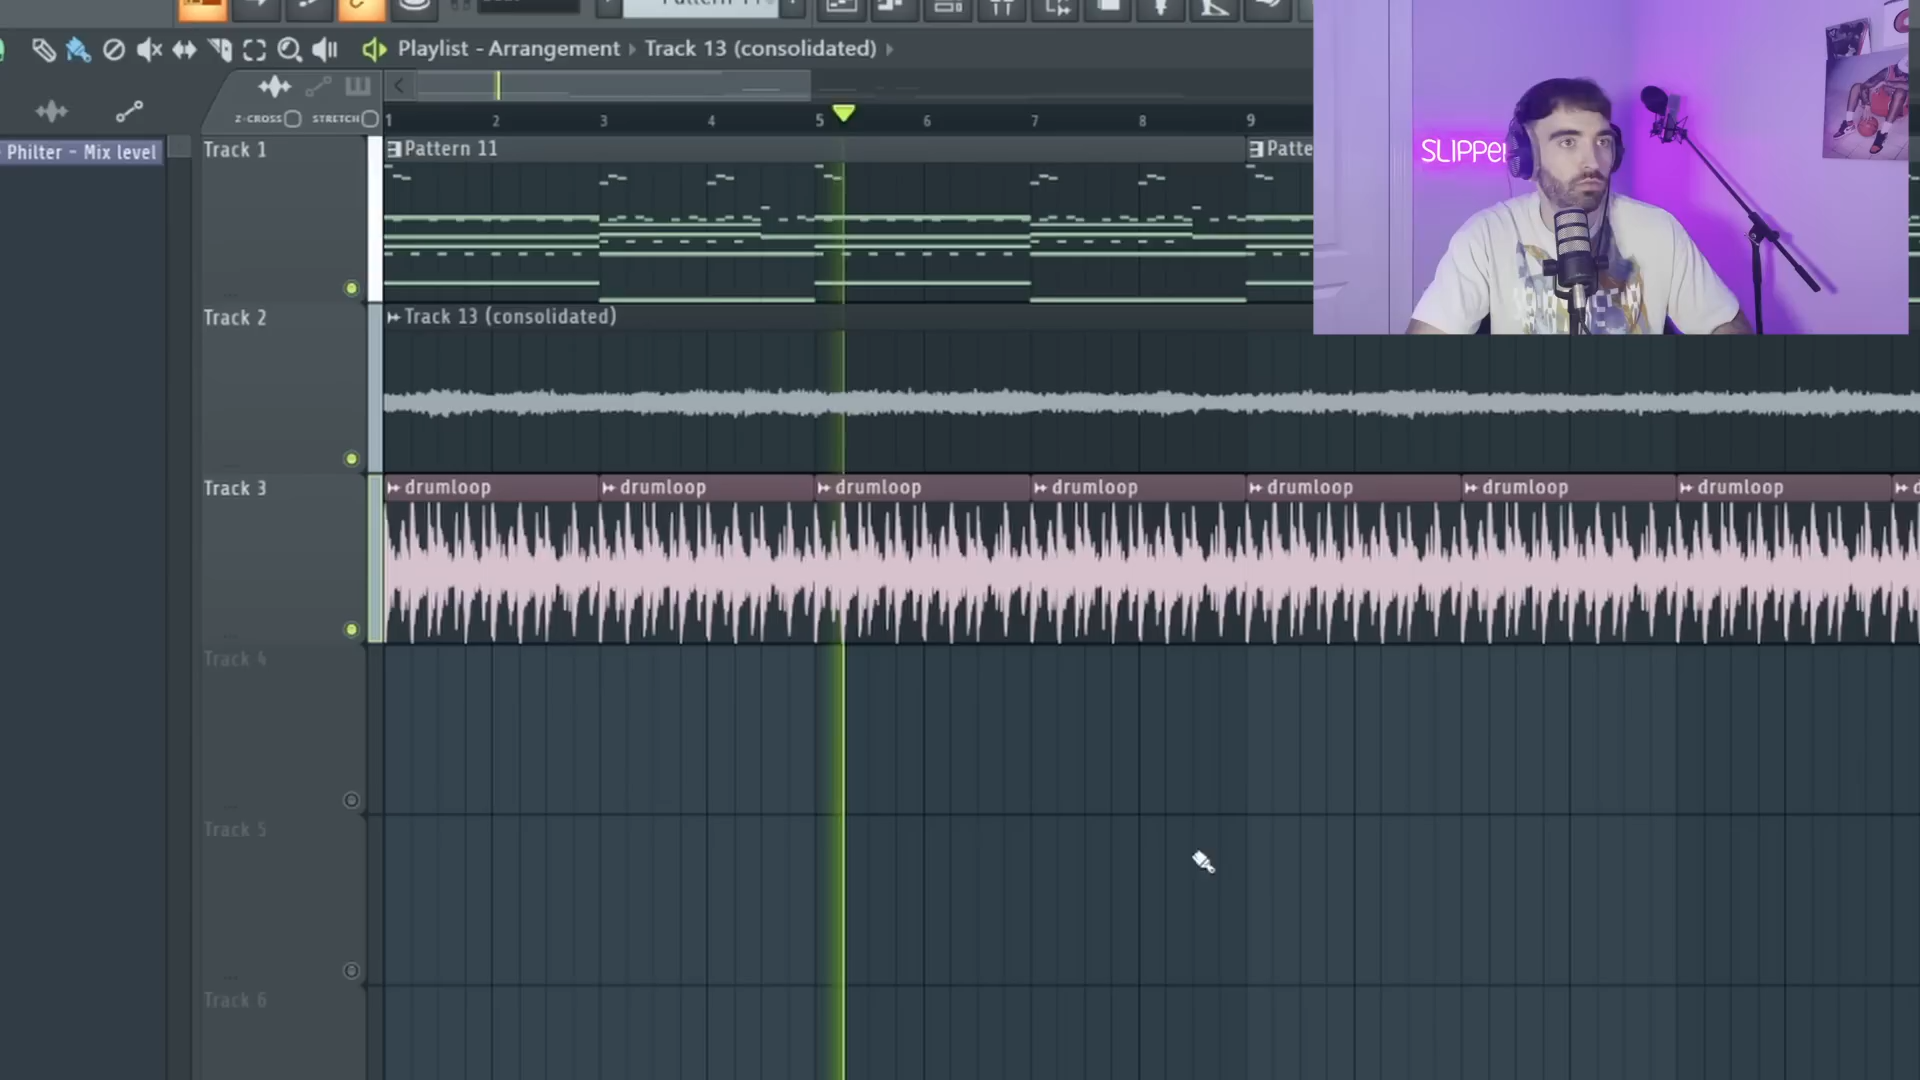 Playlist - Arrangement ▸ Track 13 (consolidated) ▸
Z-CROSS STRETCH
1 2 3 4 5 6 7 8 9
Philter - Mix level
Track 1
Pattern 11
Patte
SLIPPE
Track 2
Track 13 (consolidated)
Track 3
drumloop drumloop drumloop drumloop drumloop drumloop drumloop d
Track 4
Track 5
Track 6